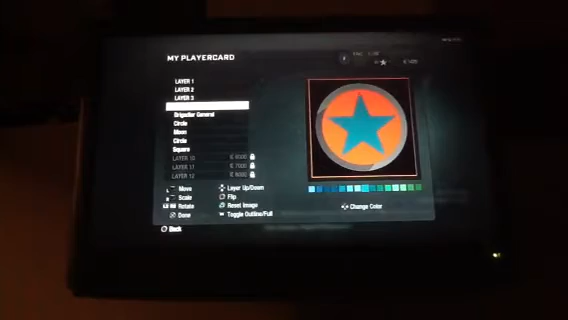 MY PLAYERCARD
LAYER 1
LAYER 2
LAYER 3
Brigadier General
Circle
Moon
Circle
Square
LAYER 10
LAYER 11 7000
LAYER 12
Move Layer Up/Down
Scale Flip
Rotate Reset Image
Done Toggle Outline/Full
Change Color
Back